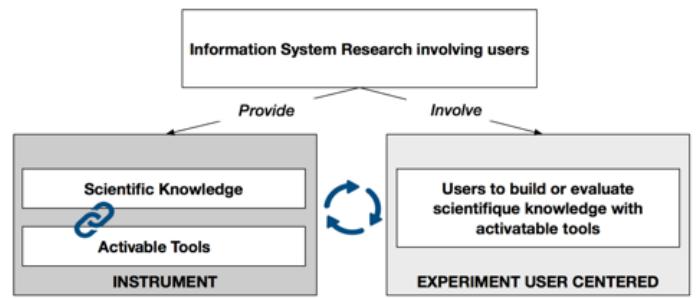 Information System Research involving users
Provide
Involve
Scientific Knowledge
Activable Tools
INSTRUMENT
Users to build or evaluate
scientifique knowledge with
activatable tools
EXPERIMENT USER CENTERED